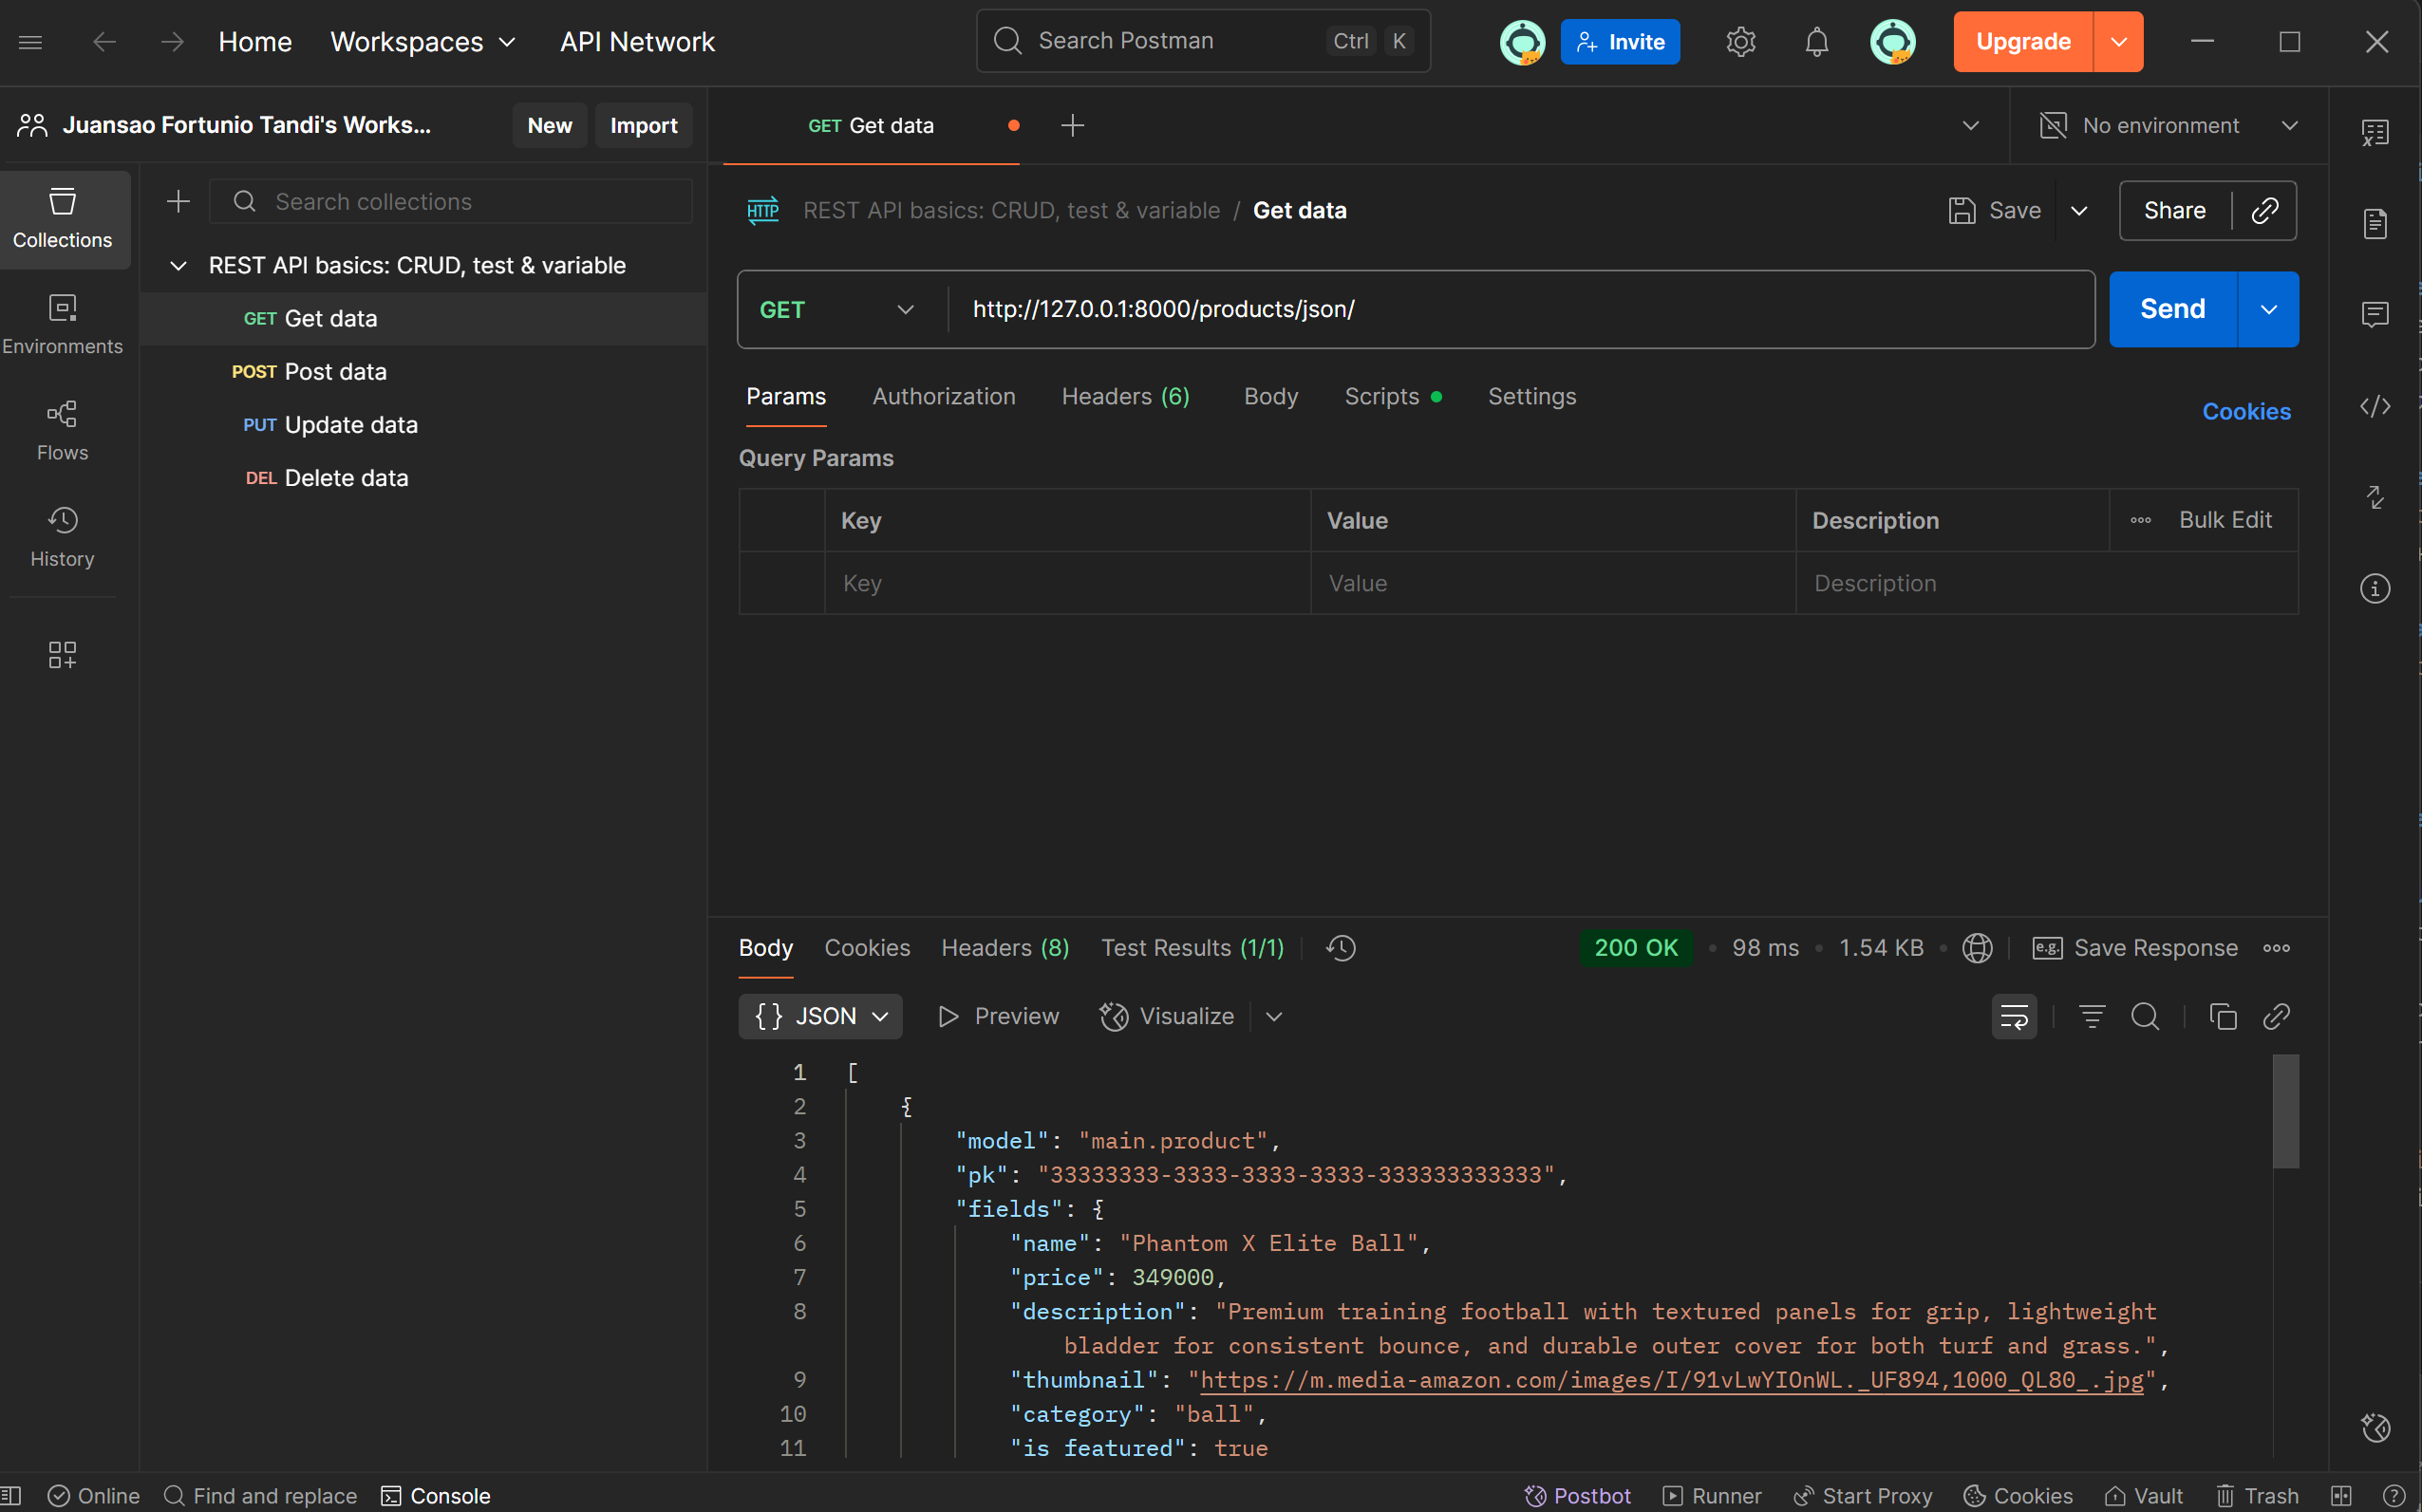 Home
Workspaces
API Network
Search Postman
Ctrl K
Invite
Upgrade
Juansao Fortunio Tandi's Works...
New
Import
GET Get data
No environment
Collections
Environments
Flows
History
Search collections
REST API basics: CRUD, test & variable
GET Get data
POST Post data
PUT Update data
DEL Delete data
HTTP
REST API basics: CRUD, test & variable / Get data
Save
Share
GET
http://127.0.0.1:8000/products/json/
Send
Params
Authorization
Headers (6)
Body
Scripts
Settings
Cookies
Query Params
Key
Value
Description
Bulk Edit
Key
Value
Description
Body
Cookies
Headers (8)
Test Results (1/1)
200 OK
98 ms
1.54 KB
e.g.
Save Response
{} JSON
Preview
Visualize
1 [
2 {
3 "model": "main.product",
4 "pk": "33333333-3333-3333-3333-333333333333",
5 "fields": {
6 "name": "Phantom X Elite Ball",
7 "price": 349000,
8 "description": "Premium training football with textured panels for grip, lightweight
bladder for consistent bounce, and durable outer cover for both turf and grass.",
9 "thumbnail": "https://m.media-amazon.com/images/I/91vLwYIOnWL._UF894,1000_QL80_.jpg",
10 "category": "ball",
11 "is featured": true
Online
Find and replace
Console
Postbot
Runner
Start Proxy
Cookies
Vault
Trash